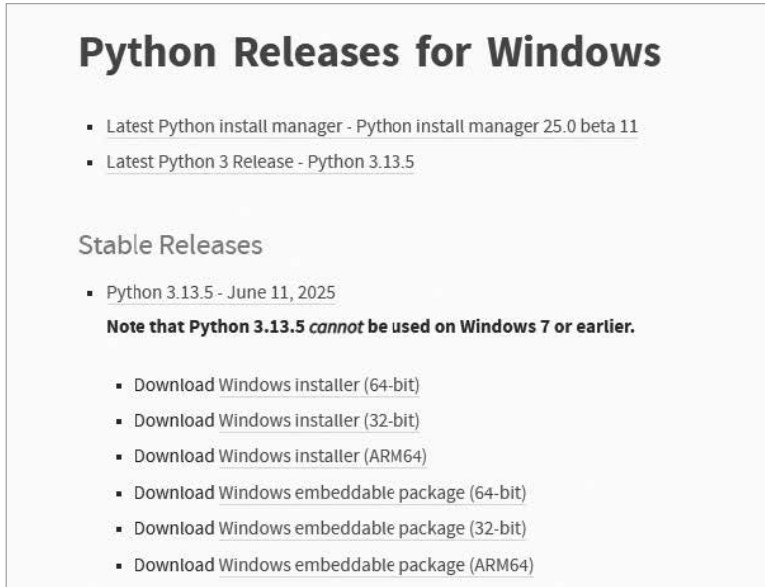 Python Releases for Windows
Latest Python install manager - Python install manager 25.0 beta 11
Latest Python 3 Release - Python 3.13.5
Stable Releases
Python 3.13.5 - June 11, 2025
Note that Python 3.13.5 cannot be used on Windows 7 or earlier.
Download Windows installer (64-bit)
Download Windows installer (32-bit)
Download Windows installer (ARM64)
Download Windows embeddable package (64-bit)
Download Windows embeddable package (32-bit)
Download Windows embeddable package (ARM64)